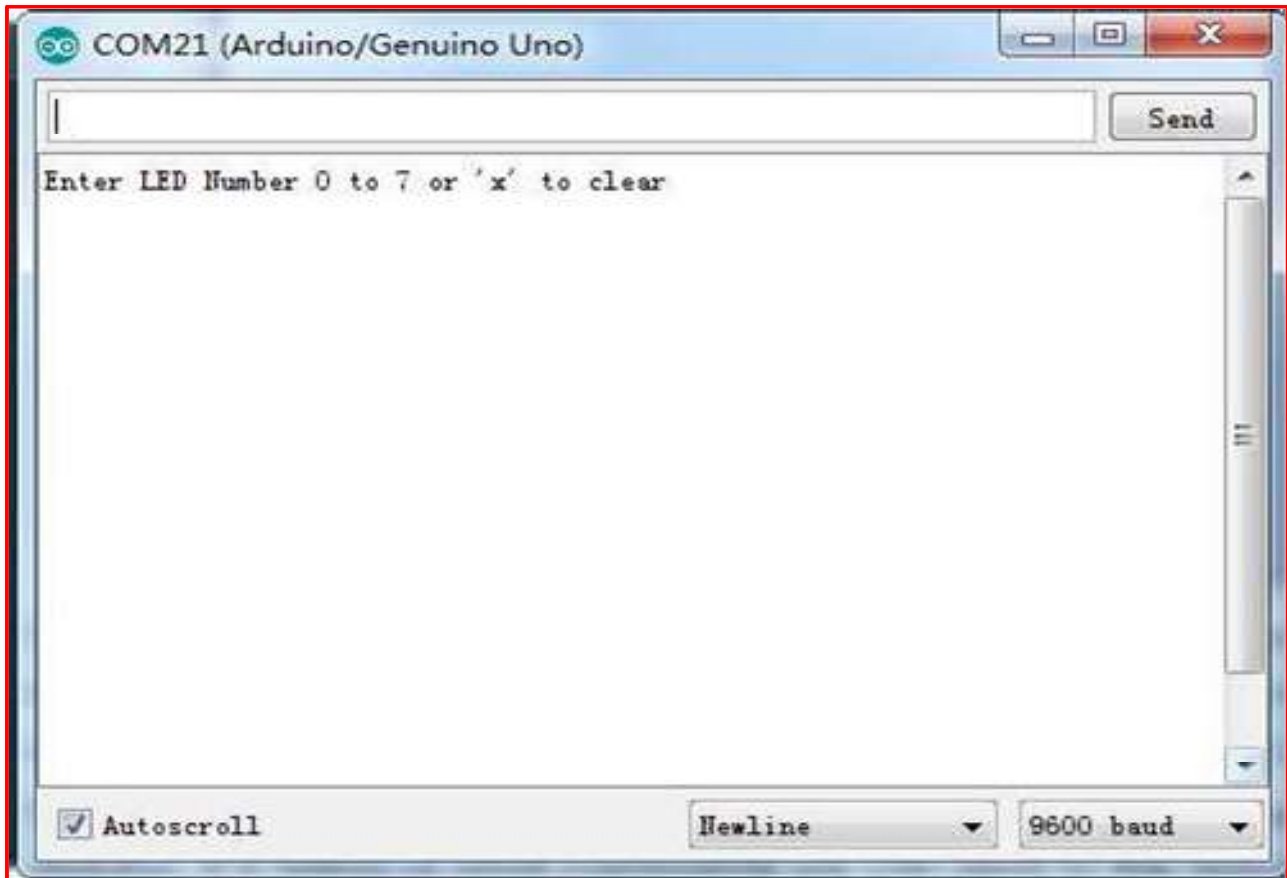 COM21 (Arduino/Genuino Uno)
Send
Enter LED Number 0 to 7 or 'x' to clear
Autoscroll
Newline
9600 baud